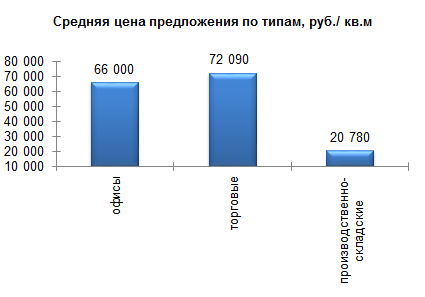 Средняя цена предложения по типам, руб./ кв.м
80 000
70 000
60 000
50 000
40 000
30 000
20 000
10 000
66 000
72 090
20 780
офисы
торговые
производственно-
складские